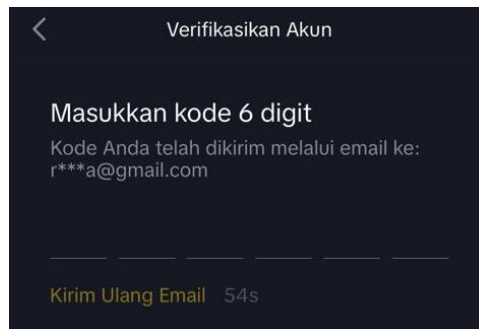 Verifikasikan Akun
Masukkan kode 6 digit
Kode Anda telah dikirim melalui email ke:
r***a@gmail.com
Kirim Ulang Email 54s